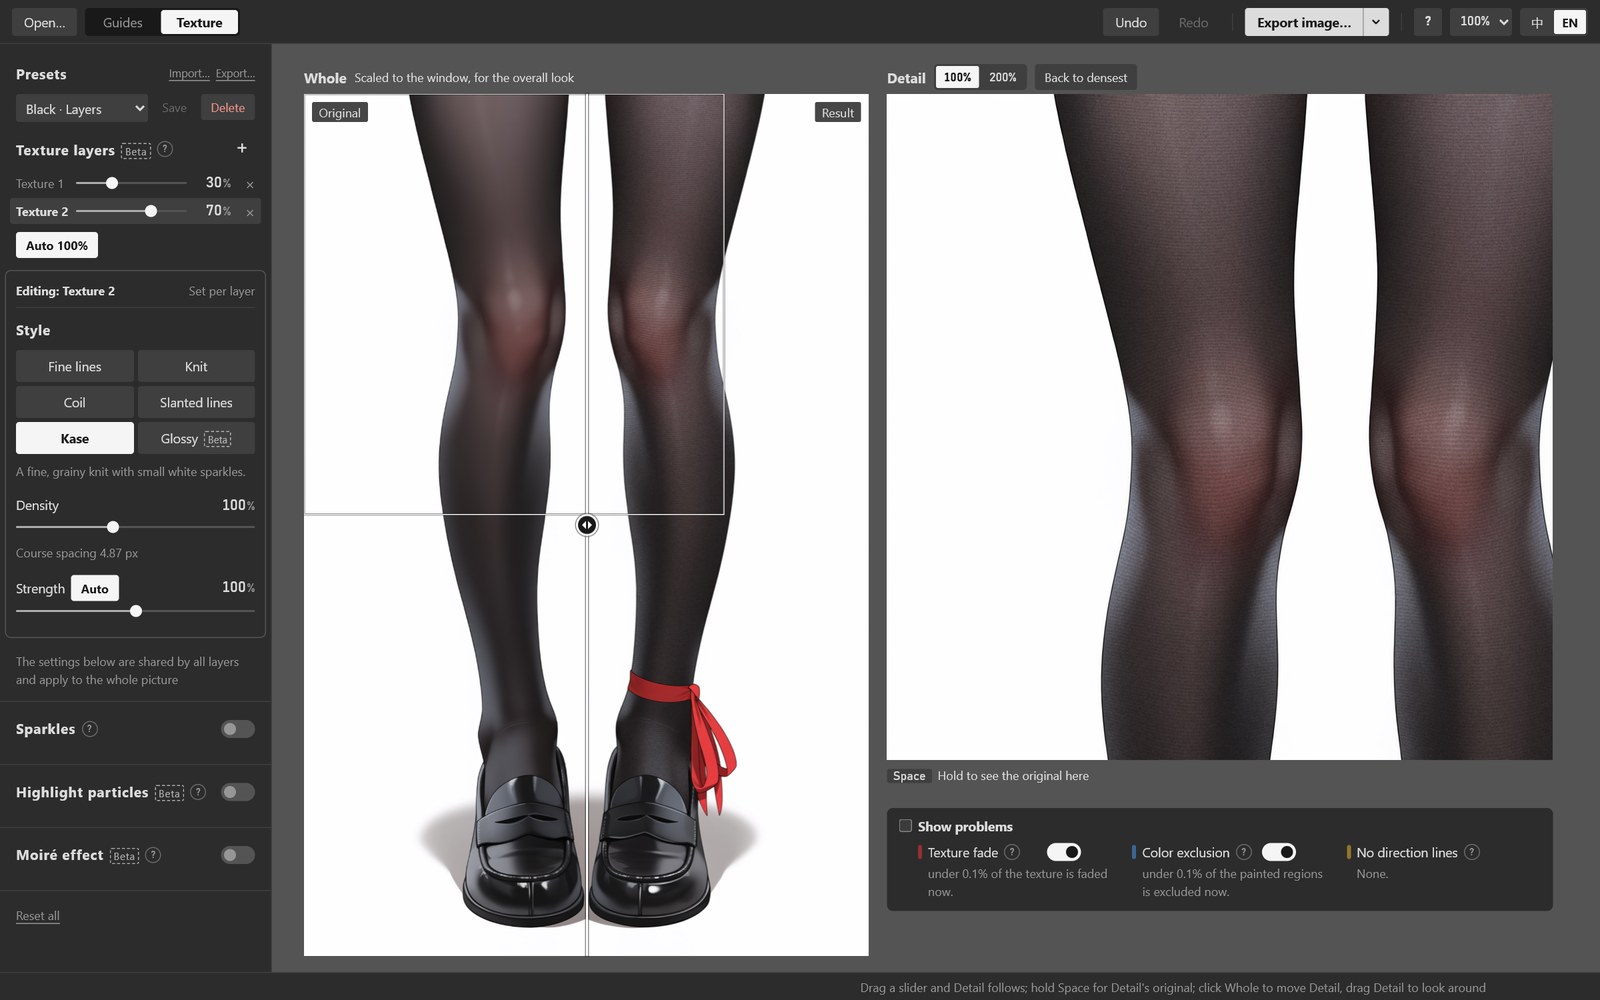 Open...
Guides
Texture
Undo
Redo
Export image...
?
100%
中
EN
Presets
Import...
Export...
Black · Layers
Save
Delete
Texture layers Beta ?
+
Texture 1
30%
×
Texture 2
70%
×
Auto 100%
Editing: Texture 2
Set per layer
Style
Fine lines
Knit
Coil
Slanted lines
Kase
Glossy Beta
A fine, grainy knit with small white sparkles.
Density
100%
Course spacing 4.87 px
Strength
Auto
100%
The settings below are shared by all layers
and apply to the whole picture
Sparkles ?
Highlight particles Beta ?
Moiré effect Beta ?
Reset all
Whole
Scaled to the window, for the overall look
Original
Result
Detail
100%
200%
Back to densest
Space
Hold to see the original here
Show problems
Texture fade ?
under 0.1% of the texture is faded
now.
Color exclusion ?
under 0.1% of the painted regions
is excluded now.
No direction lines ?
None.
Drag a slider and Detail follows; hold Space for Detail's original; click Whole to move Detail, drag Detail to look around